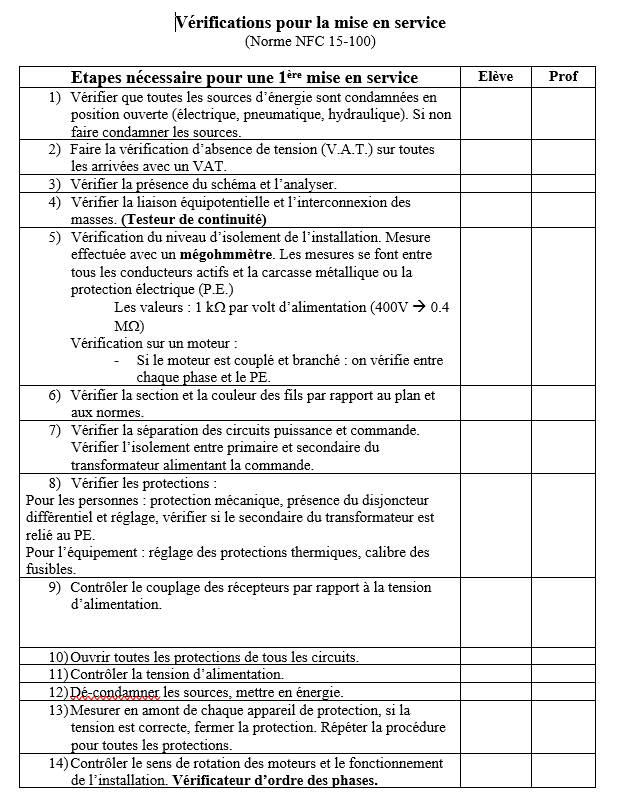 Vérifications pour la mise en service
(Norme NFC 15-100)
Etapes nécessaire pour une 1ère mise en service
Elève
Prof
1) Vérifier que toutes les sources d’énergie sont condamnées en
position ouverte (électrique, pneumatique, hydraulique). Si non
faire condamner les sources.
2) Faire la vérification d’absence de tension (V.A.T.) sur toutes
les arrivées avec un VAT.
3) Vérifier la présence du schéma et l’analyser.
4) Vérifier la liaison équipotentielle et l’interconnexion des
masses. (Testeur de continuité)
5) Vérification du niveau d’isolement de l’installation. Mesure
effectuée avec un mégohmmètre. Les mesures se font entre
tous les conducteurs actifs et la carcasse métallique ou la
protection électrique (P.E.)
Les valeurs : 1 kΩ par volt d’alimentation (400V → 0.4
MΩ)
Vérification sur un moteur :
- Si le moteur est couplé et branché : on vérifie entre
chaque phase et le PE.
6) Vérifier la section et la couleur des fils par rapport au plan et
aux normes.
7) Vérifier la séparation des circuits puissance et commande.
Vérifier l’isolement entre primaire et secondaire du
transformateur alimentant la commande.
8) Vérifier les protections :
Pour les personnes : protection mécanique, présence du disjoncteur
différentiel et réglage, vérifier si le secondaire du transformateur est
relié au PE.
Pour l’équipement : réglage des protections thermiques, calibre des
fusibles.
9) Contrôler le couplage des récepteurs par rapport à la tension
d’alimentation.
10) Ouvrir toutes les protections de tous les circuits.
11) Contrôler la tension d’alimentation.
12) Dé-condamner les sources, mettre en énergie.
13) Mesurer en amont de chaque appareil de protection, si la
tension est correcte, fermer la protection. Répéter la procédure
pour toutes les protections.
14) Contrôler le sens de rotation des moteurs et le fonctionnement
de l’installation. Vérificateur d’ordre des phases.